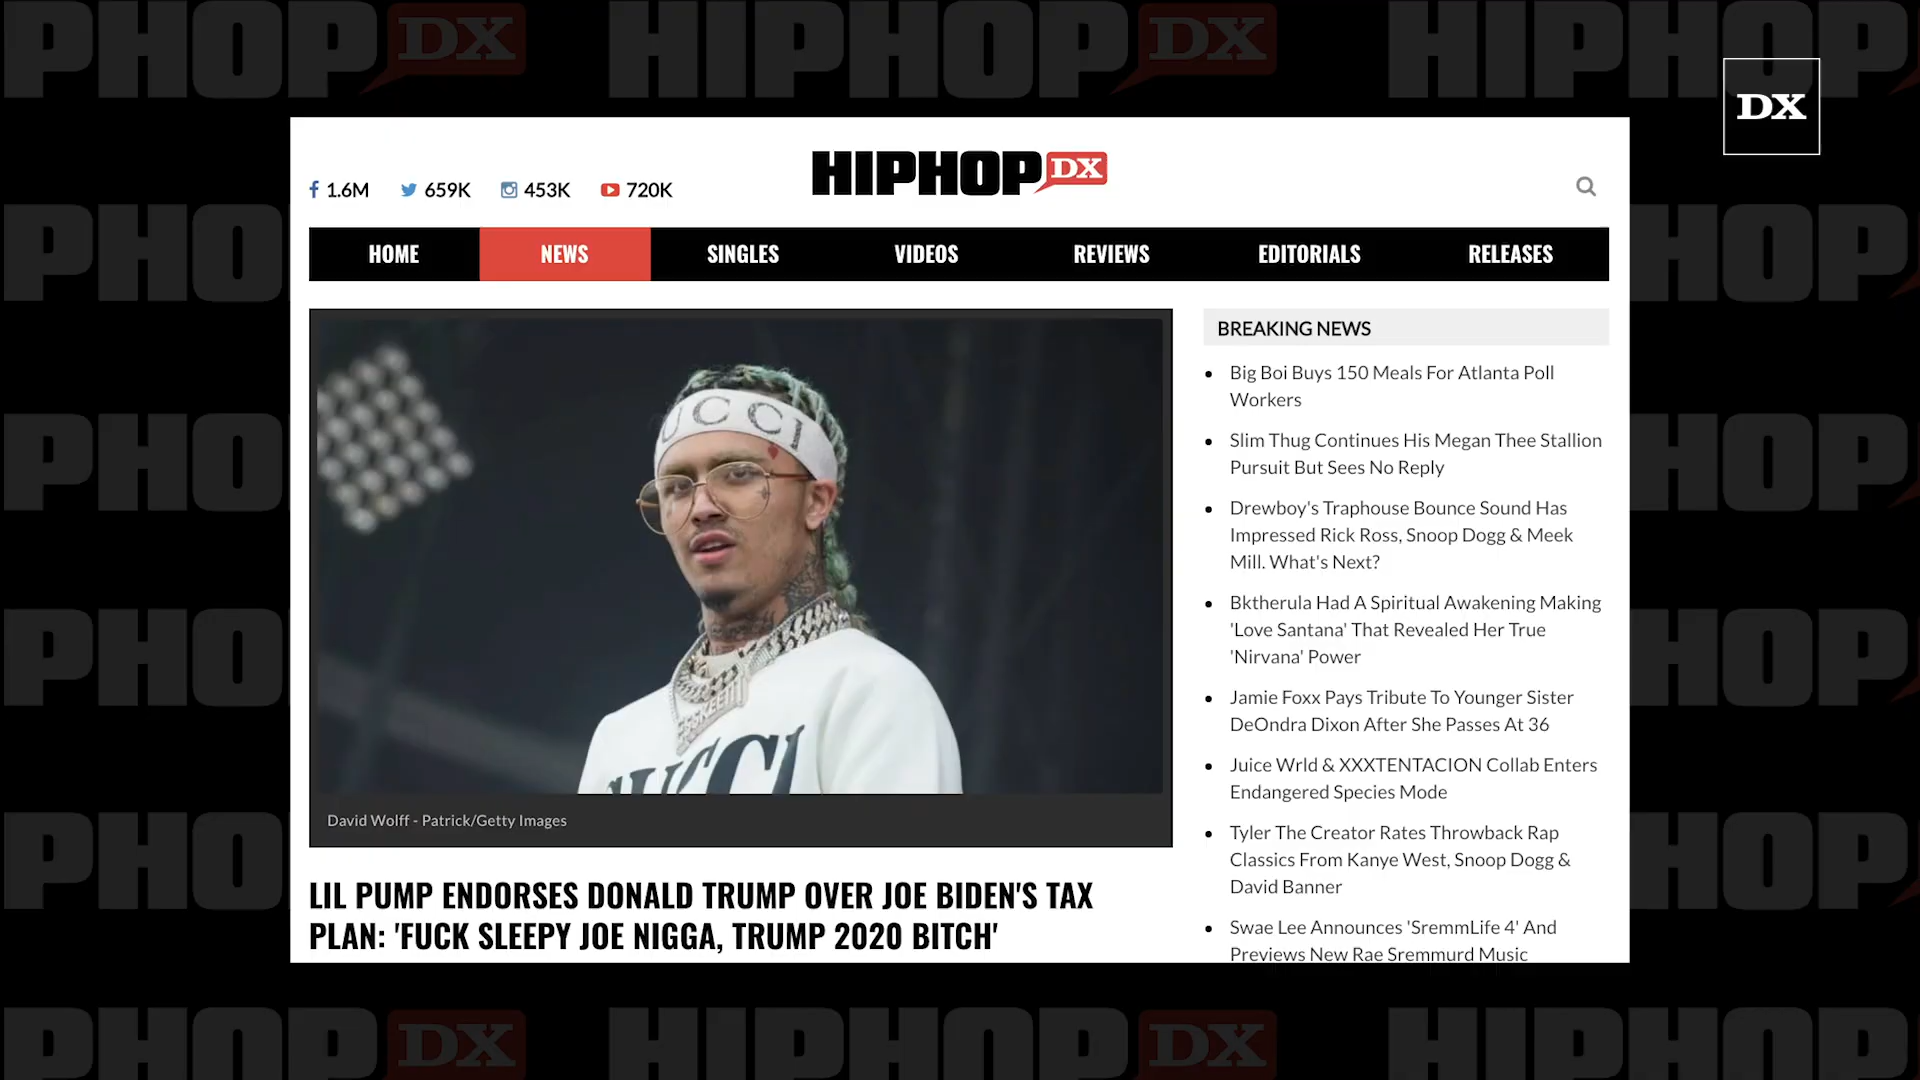 DX
HIPHOPDX
1.6M 659K 453K 720K
HOME NEWS SINGLES VIDEOS REVIEWS EDITORIALS RELEASES
UCCI
GUCCI
David Wolff - Patrick/Getty Images
LIL PUMP ENDORSES DONALD TRUMP OVER JOE BIDEN'S TAX
PLAN: 'FUCK SLEEPY JOE NIGGA, TRUMP 2020 BITCH'
BREAKING NEWS
Big Boi Buys 150 Meals For Atlanta Poll
Workers
Slim Thug Continues His Megan Thee Stallion
Pursuit But Sees No Reply
Drewboy's Traphouse Bounce Sound Has
Impressed Rick Ross, Snoop Dogg & Meek
Mill. What's Next?
Bktherula Had A Spiritual Awakening Making
'Love Santana' That Revealed Her True
'Nirvana' Power
Jamie Foxx Pays Tribute To Younger Sister
DeOndra Dixon After She Passes At 36
Juice Wrld & XXXTENTACION Collab Enters
Endangered Species Mode
Tyler The Creator Rates Throwback Rap
Classics From Kanye West, Snoop Dogg &
David Banner
Swae Lee Announces 'SremmLife 4' And
Previews New Rae Sremmurd Music